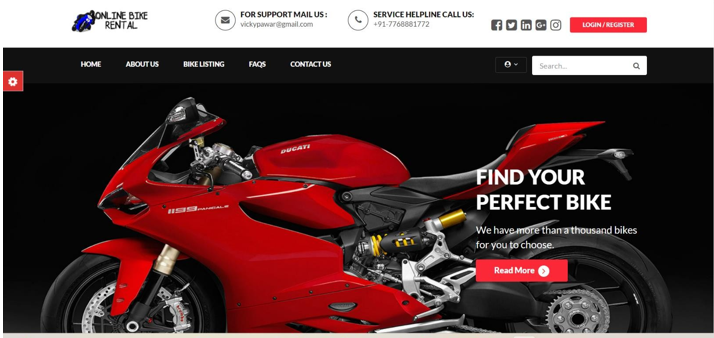 ONLINE BIKE
RENTAL
FOR SUPPORT MAIL US :
vickypawar@gmail.com
SERVICE HELPLINE CALL US:
+91-7768881772
LOGIN / REGISTER
HOME
ABOUT US
BIKE LISTING
FAQS
CONTACT US
Search...
DUCATI
1199 PANIGALE
FIND YOUR
PERFECT BIKE
We have more than a thousand bikes
for you to choose.
Read More